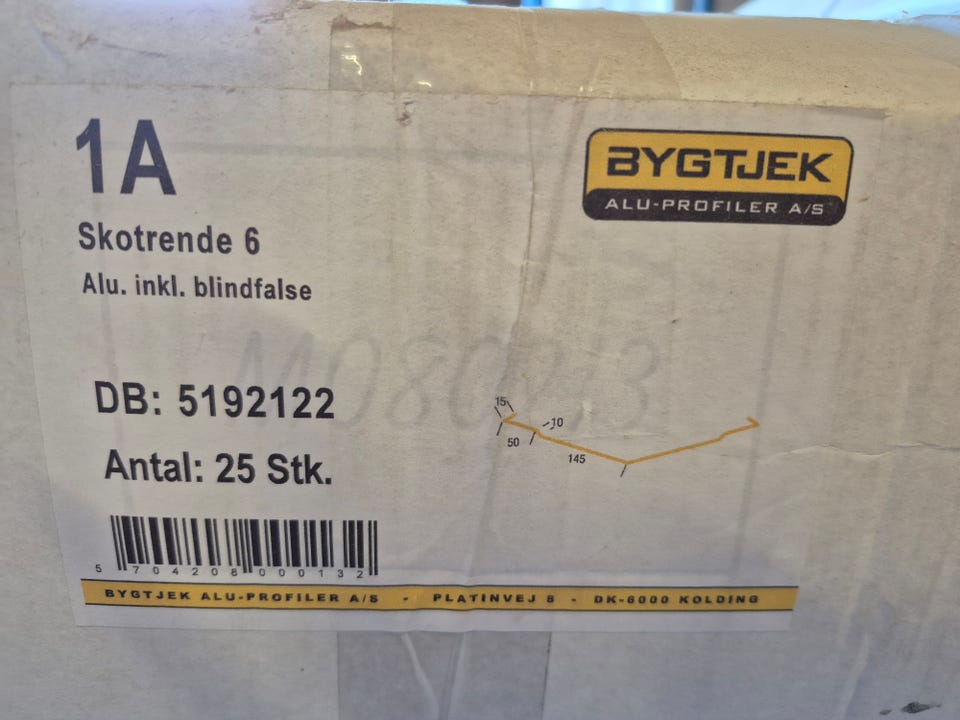 1A
BYGTJEK
ALU-PROFILER A/S
Skotrende 6
Alu. inkl. blindfalse
DB: 5192122
15
10
50
145
Antal: 25 Stk.
5 704208 000132
BYGTJEK ALU-PROFILER A/S - PLATINVEJ 8 - DK-6000 KOLDING